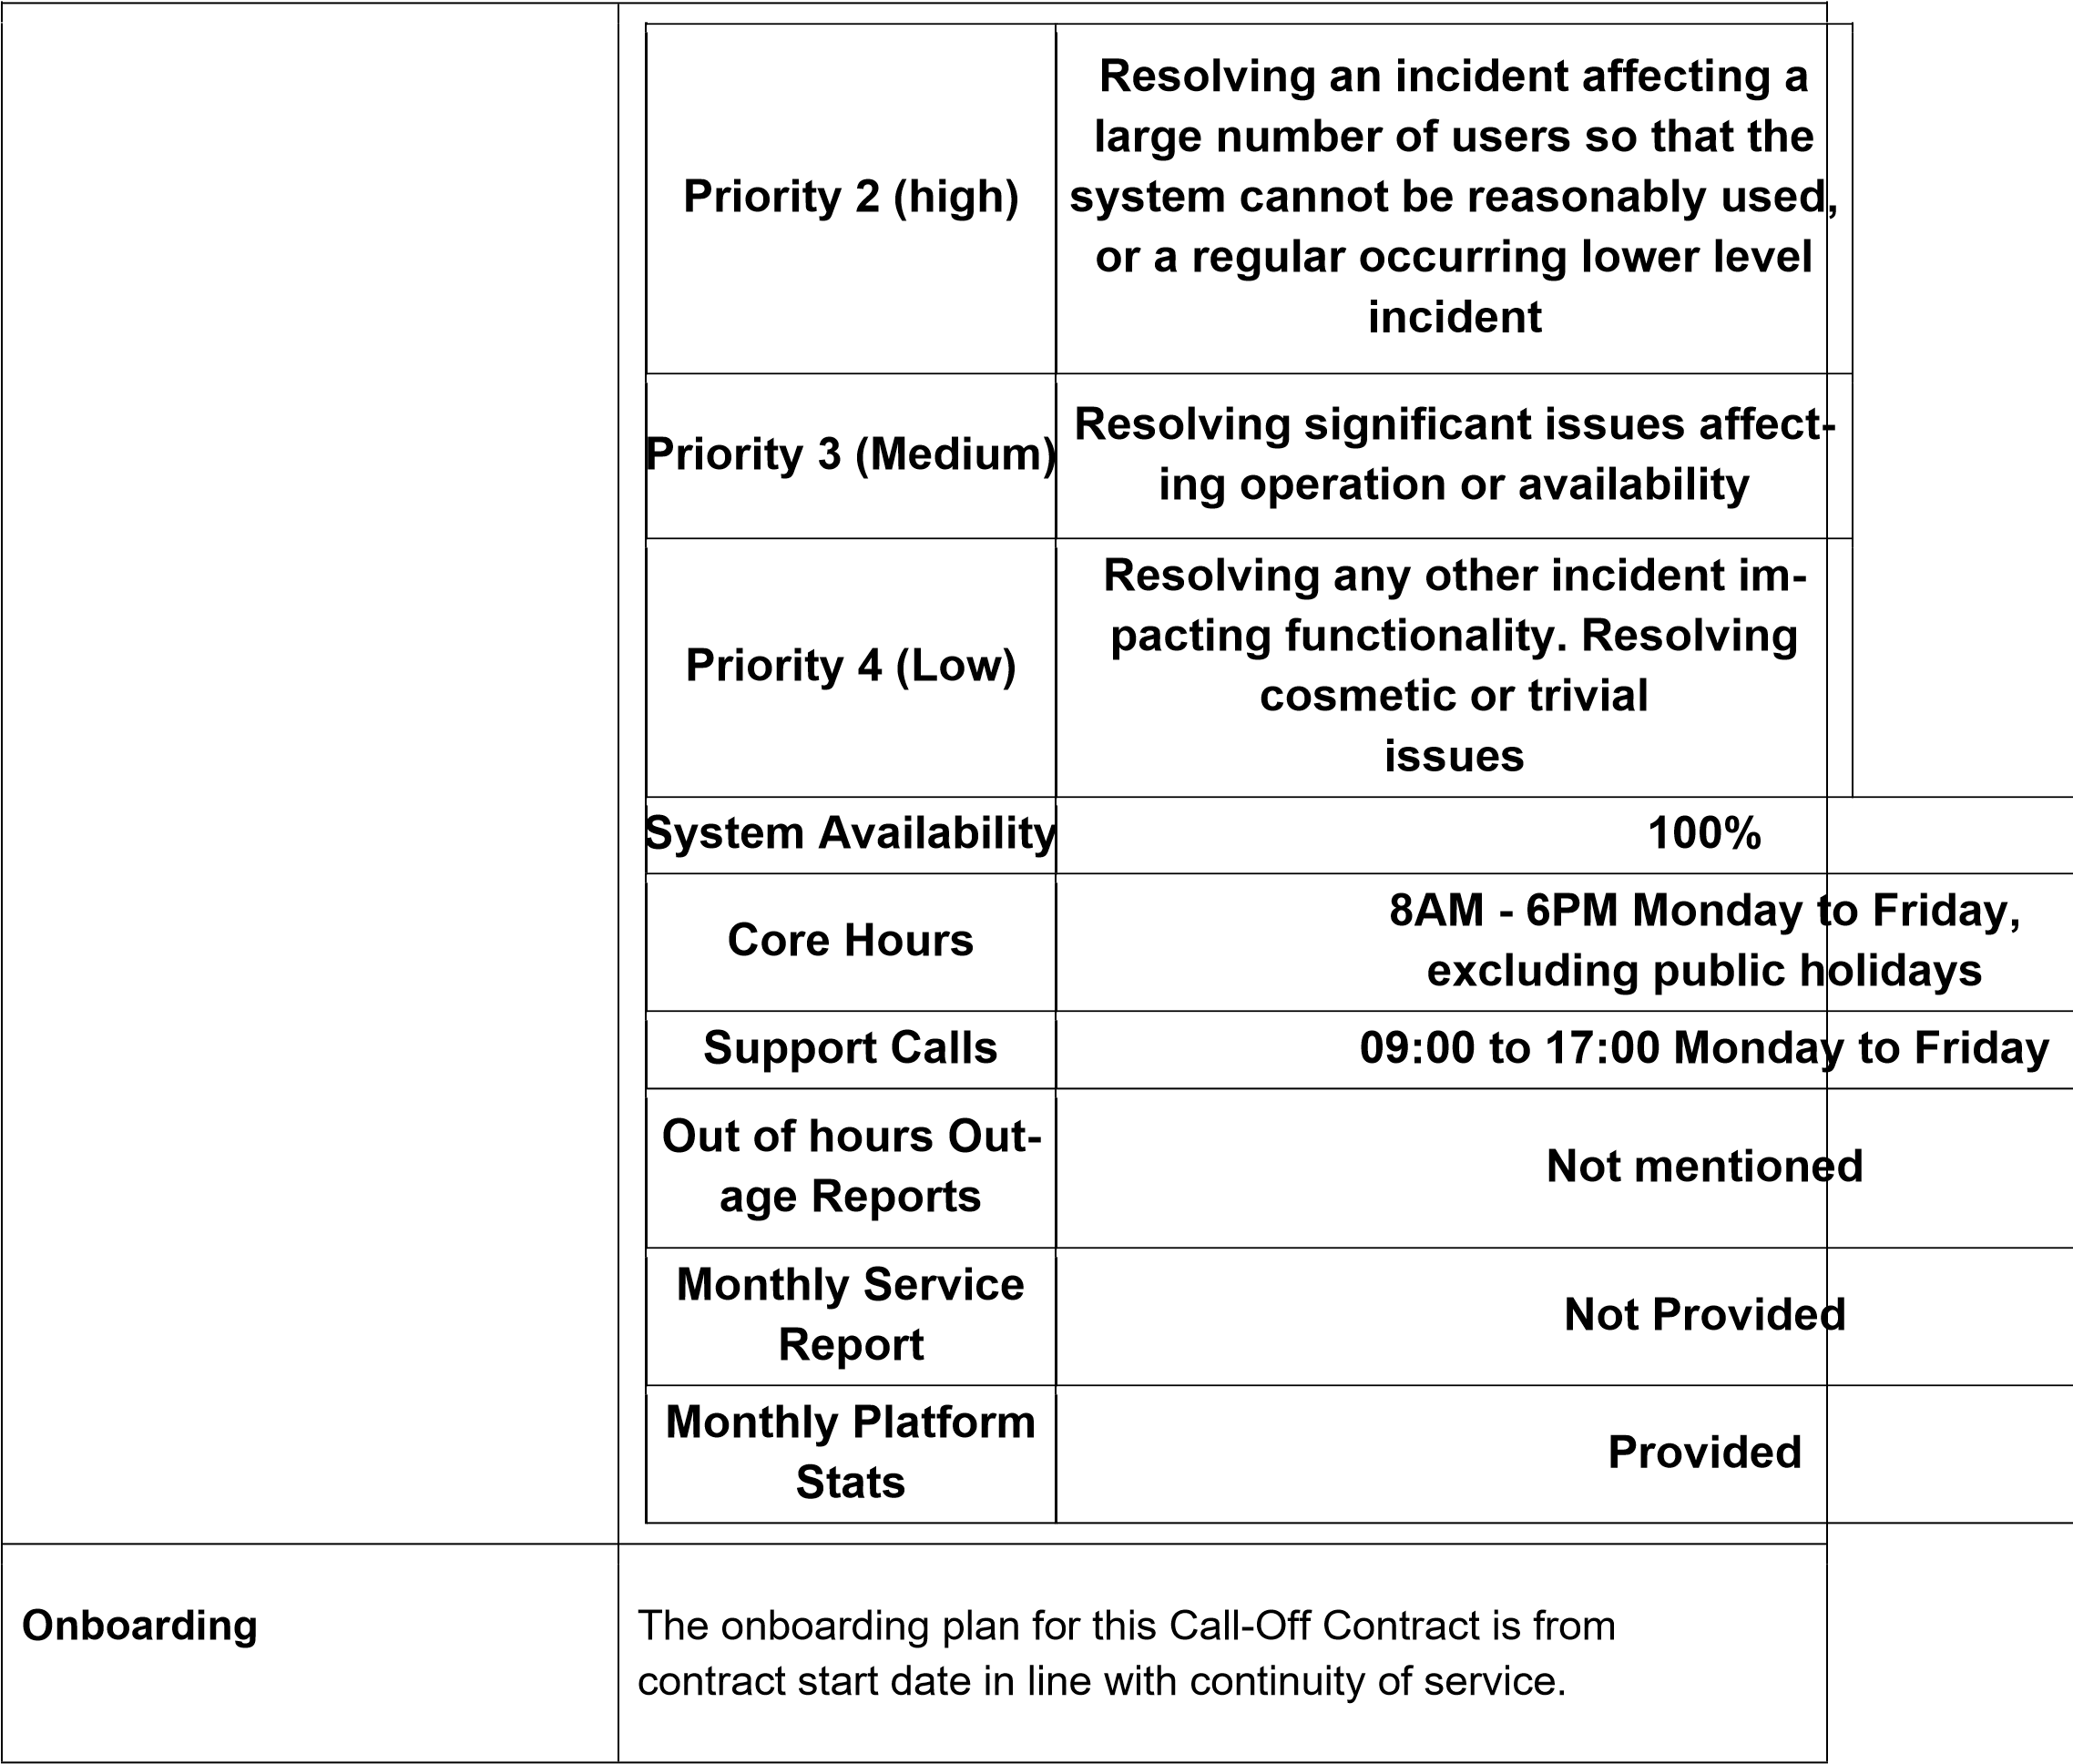 Priority 2 (high)
Resolving an incident affecting a
large number of users so that the
system cannot be reasonably used,
or a regular occurring lower level
incident
Priority 3 (Medium)
Resolving significant issues affect-
ing operation or availability
Priority 4 (Low)
Resolving any other incident im-
pacting functionality. Resolving
cosmetic or trivial
issues
System Availability
100%
Core Hours
8AM - 6PM Monday to Friday,
excluding public holidays
Support Calls
09:00 to 17:00 Monday to Friday
Out of hours Out-
age Reports
Not mentioned
Monthly Service
Report
Not Provided
Monthly Platform
Stats
Provided
Onboarding
The onboarding plan for this Call-Off Contract is from
contract start date in line with continuity of service.